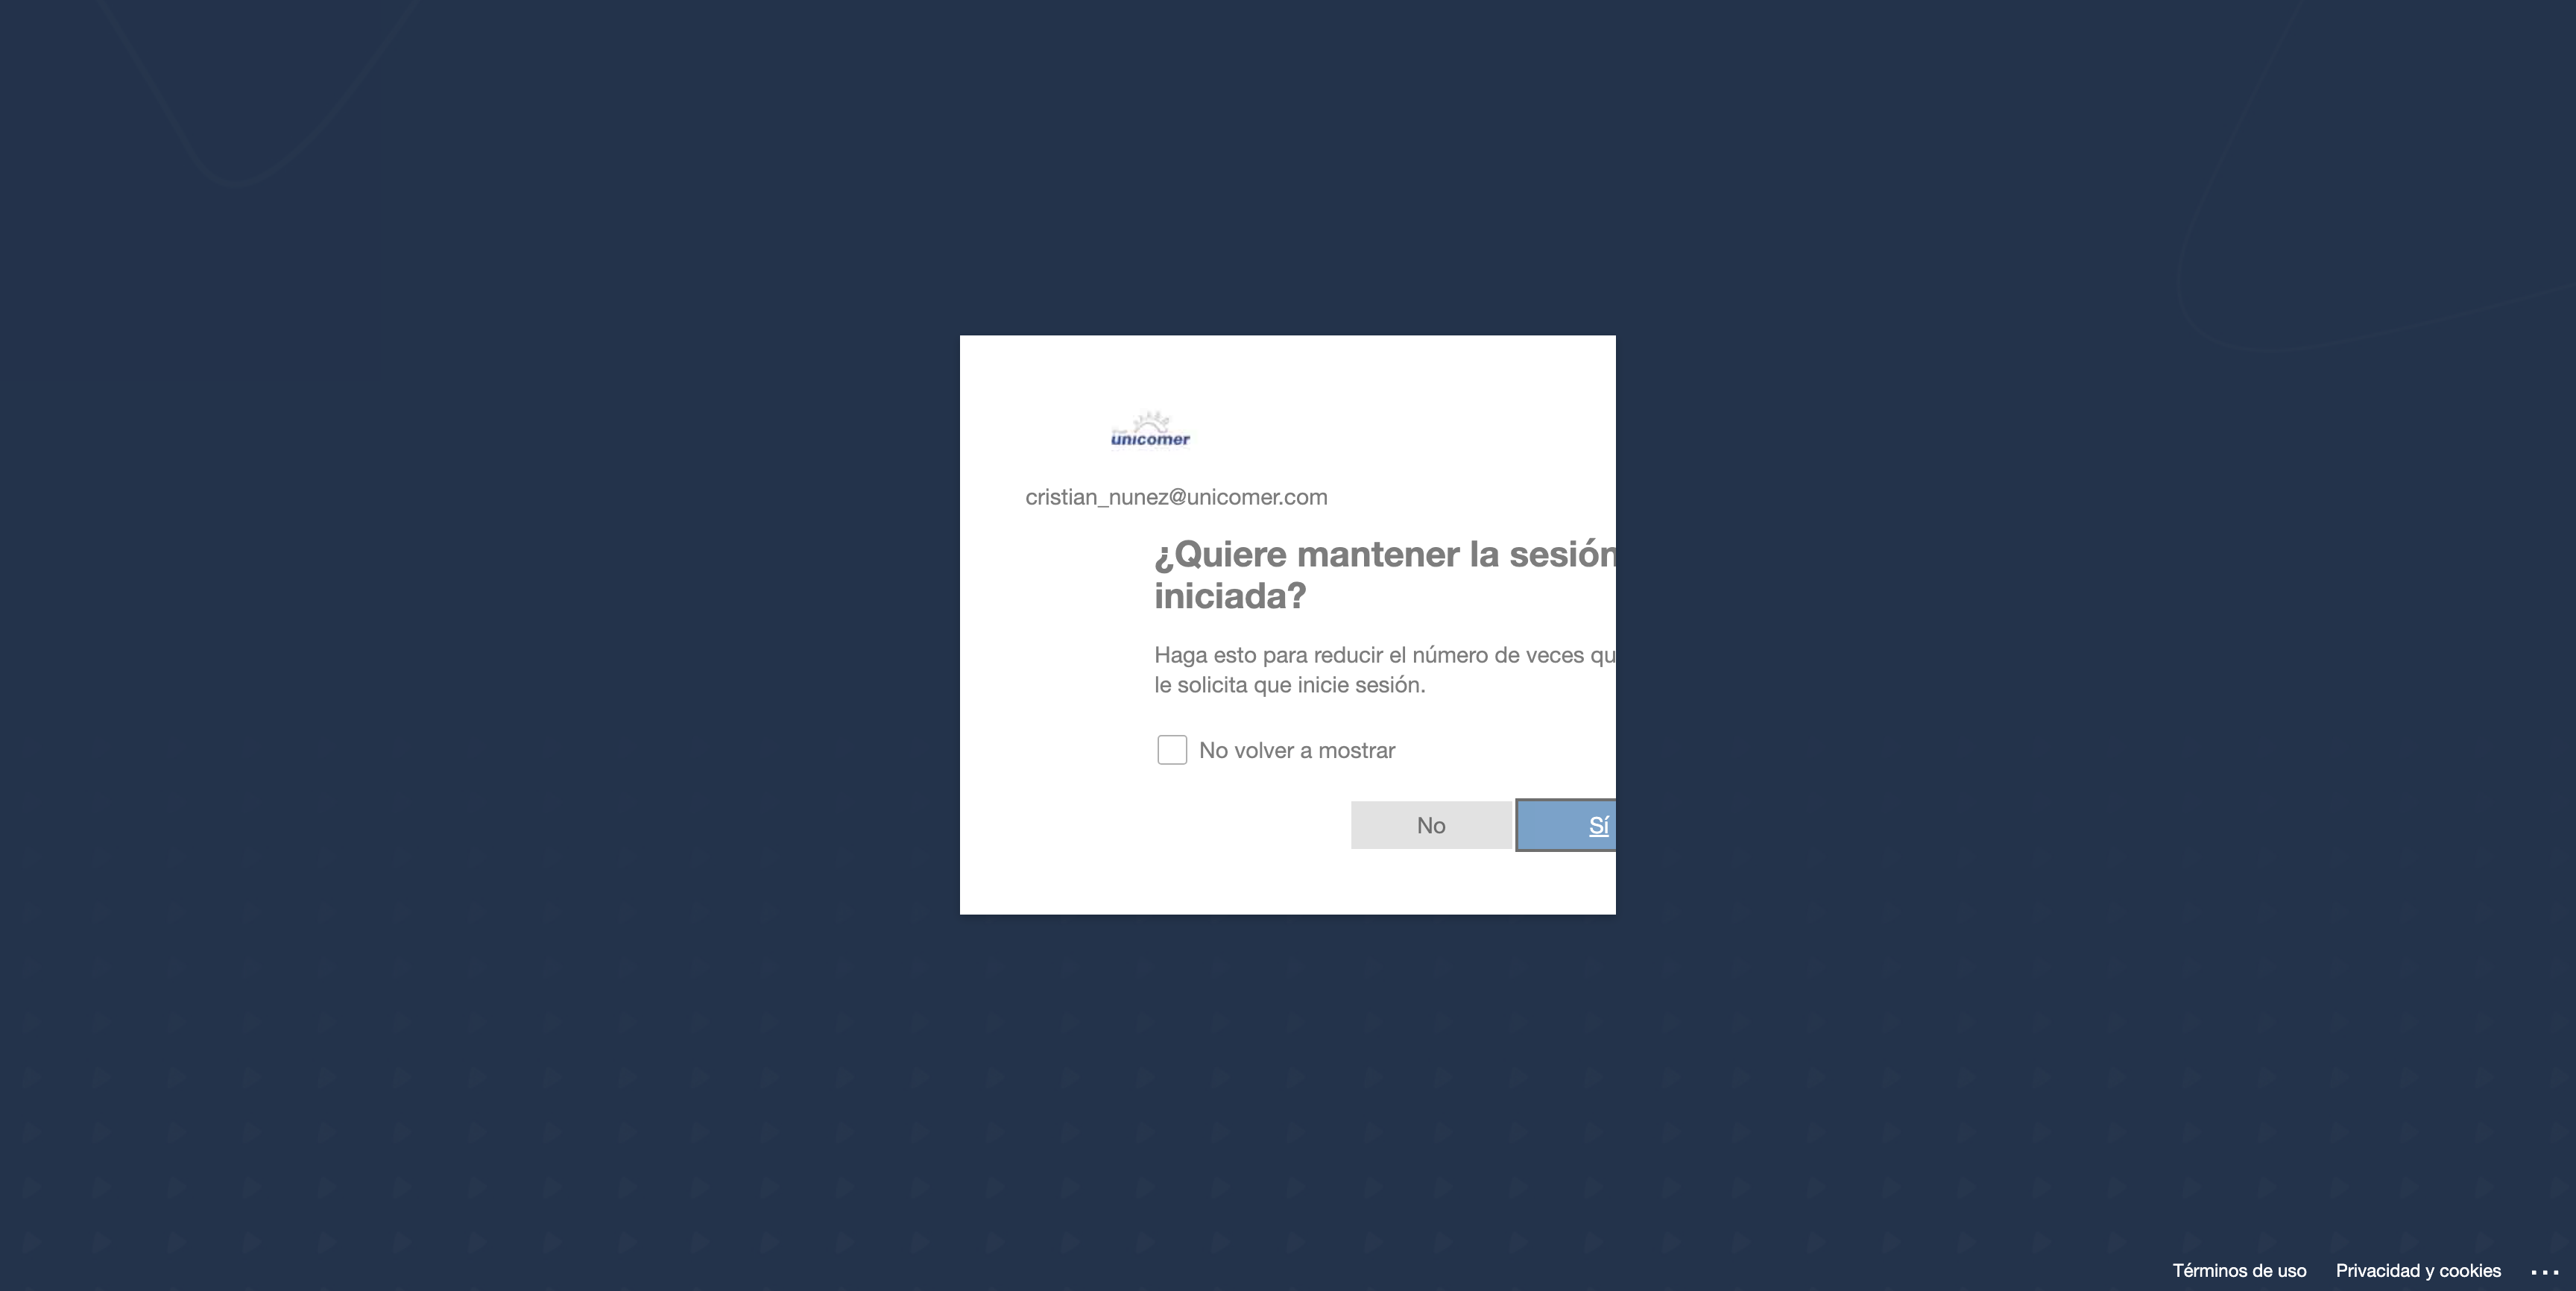 unicomer
cristian_nunez@unicomer.com
¿Quiere mantener la sesión
iniciada?
Haga esto para reducir el número de veces qu
le solicita que inicie sesión.
No volver a mostrar
No
Sí
Términos de uso
Privacidad y cookies
...